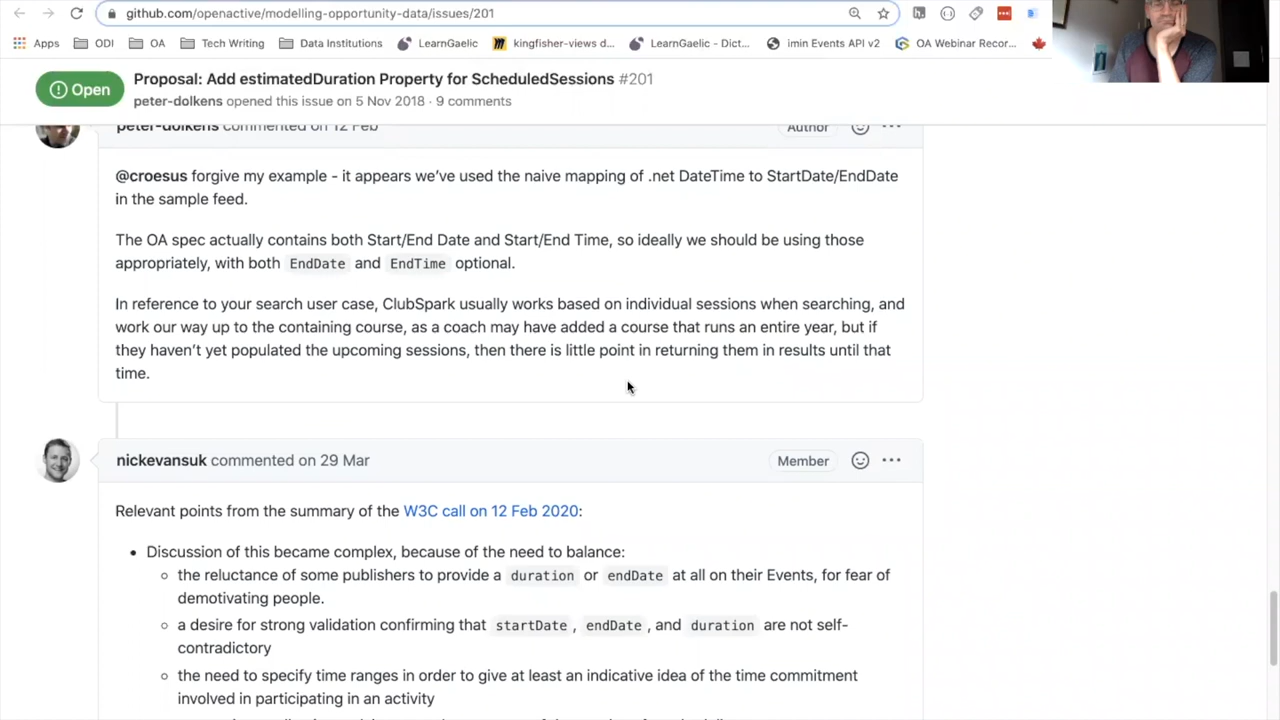 github.com/openactive/modelling-opportunity-data/issues/201
Apps ODI OA Tech Writing Data Institutions LearnGaelic kingfisher-views d... LearnGaelic - Dict... imin Events API v2 OA Webinar Recor...
Open
Proposal: Add estimatedDuration Property for ScheduledSessions #201
peter-dolkens opened this issue on 5 Nov 2018 · 9 comments
peter-dolkens commented on 12 Feb
Author
@croesus forgive my example - it appears we've used the naive mapping of .net DateTime to StartDate/EndDate
in the sample feed.
The OA spec actually contains both Start/End Date and Start/End Time, so ideally we should be using those
appropriately, with both EndDate and EndTime optional.
In reference to your search user case, ClubSpark usually works based on individual sessions when searching, and
work our way up to the containing course, as a coach may have added a course that runs an entire year, but if
they haven't yet populated the upcoming sessions, then there is little point in returning them in results until that
time.
nickevansuk commented on 29 Mar
Member
Relevant points from the summary of the W3C call on 12 Feb 2020:
• Discussion of this became complex, because of the need to balance:
○ the reluctance of some publishers to provide a duration or endDate at all on their Events, for fear of
demotivating people.
○ a desire for strong validation confirming that startDate, endDate, and duration are not self-
contradictory
○ the need to specify time ranges in order to give at least an indicative idea of the time commitment
involved in participating in an activity